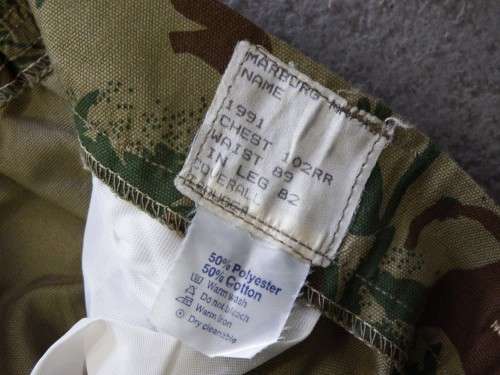 MARBURG
NAME
1991
CHEST 102RR
WAIST 89
IN LEG 82
OVERALL
50% Polyester
50% Cotton
Warm wash
Do not bleach
Warm Iron
Dry cleanable